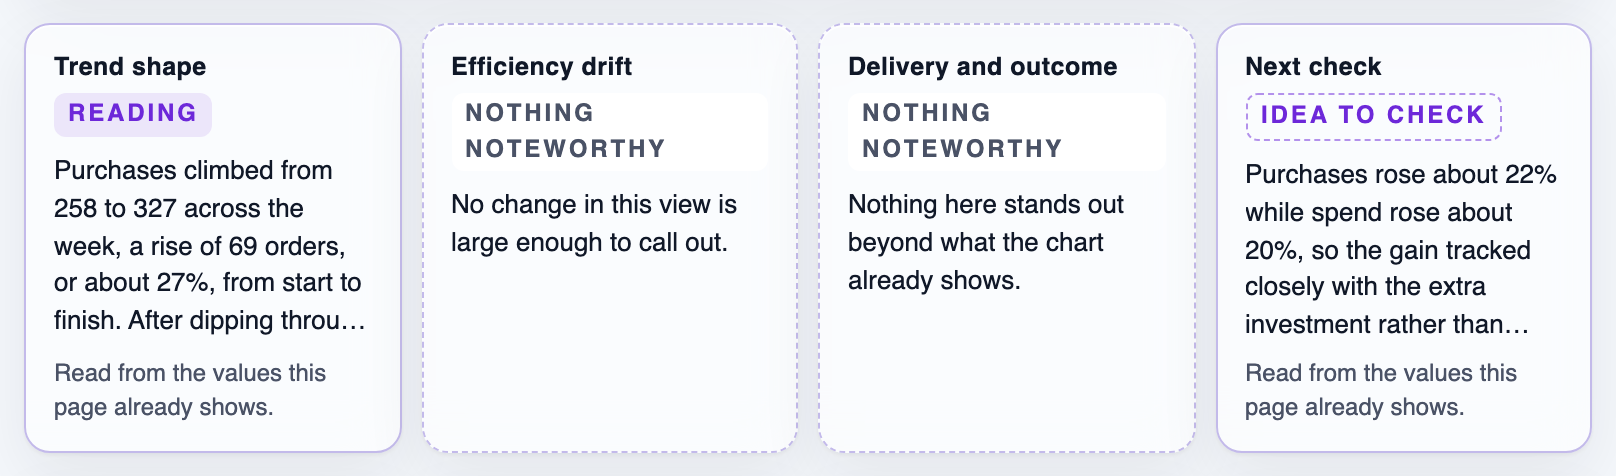 Trend shape
READING
Purchases climbed from
258 to 327 across the
week, a rise of 69 orders,
or about 27%, from start to
finish. After dipping throu…
Read from the values this
page already shows.
Efficiency drift
NOTHING
NOTEWORTHY
No change in this view is
large enough to call out.
Delivery and outcome
NOTHING
NOTEWORTHY
Nothing here stands out
beyond what the chart
already shows.
Next check
IDEA TO CHECK
Purchases rose about 22%
while spend rose about
20%, so the gain tracked
closely with the extra
investment rather than…
Read from the values this
page already shows.